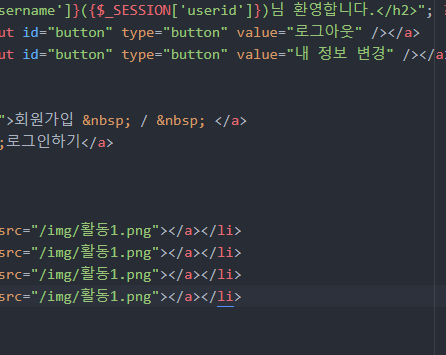 sername']}({$_SESSION['userid']})님 환영합니다.</h2>";
ut id="button" type="button" value="로그아웃" /></a>
ut id="button" type="button" value="내 정보 변경" /></a
">회원가입 &nbsp; / &nbsp; </a>
;로그인하기</a>
src="/img/활동1.png"></a></li>
src="/img/활동1.png"></a></li>
src="/img/활동1.png"></a></li>
src="/img/활동1.png"></a></li>